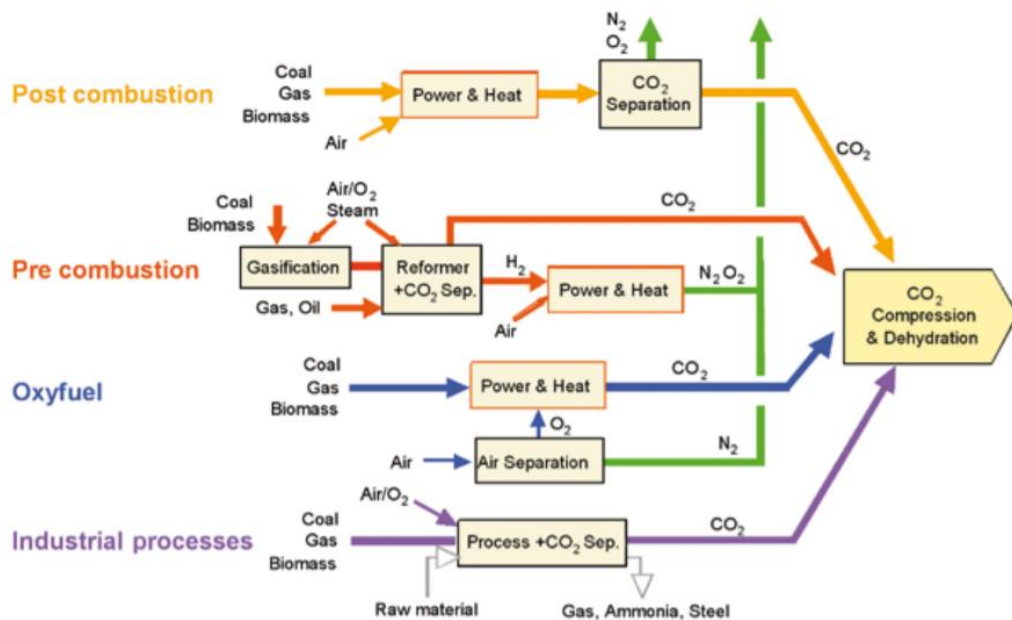 N₂
O₂
Post combustion
Coal
Gas
Biomass
Air
Power & Heat
CO₂
Separation
CO₂
Pre combustion
Coal
Biomass
Air/O₂
Steam
Gasification
Gas, Oil
Reformer
+CO₂ Sep.
CO₂
H₂
Air
Power & Heat
N₂ O₂
CO₂
Compression
& Dehydration
Oxyfuel
Coal
Gas
Biomass
Power & Heat
CO₂
O₂
Air
Air Separation
N₂
Industrial processes
Air/O₂
Coal
Gas
Biomass
Process +CO₂ Sep.
CO₂
Raw material
Gas, Ammonia, Steel